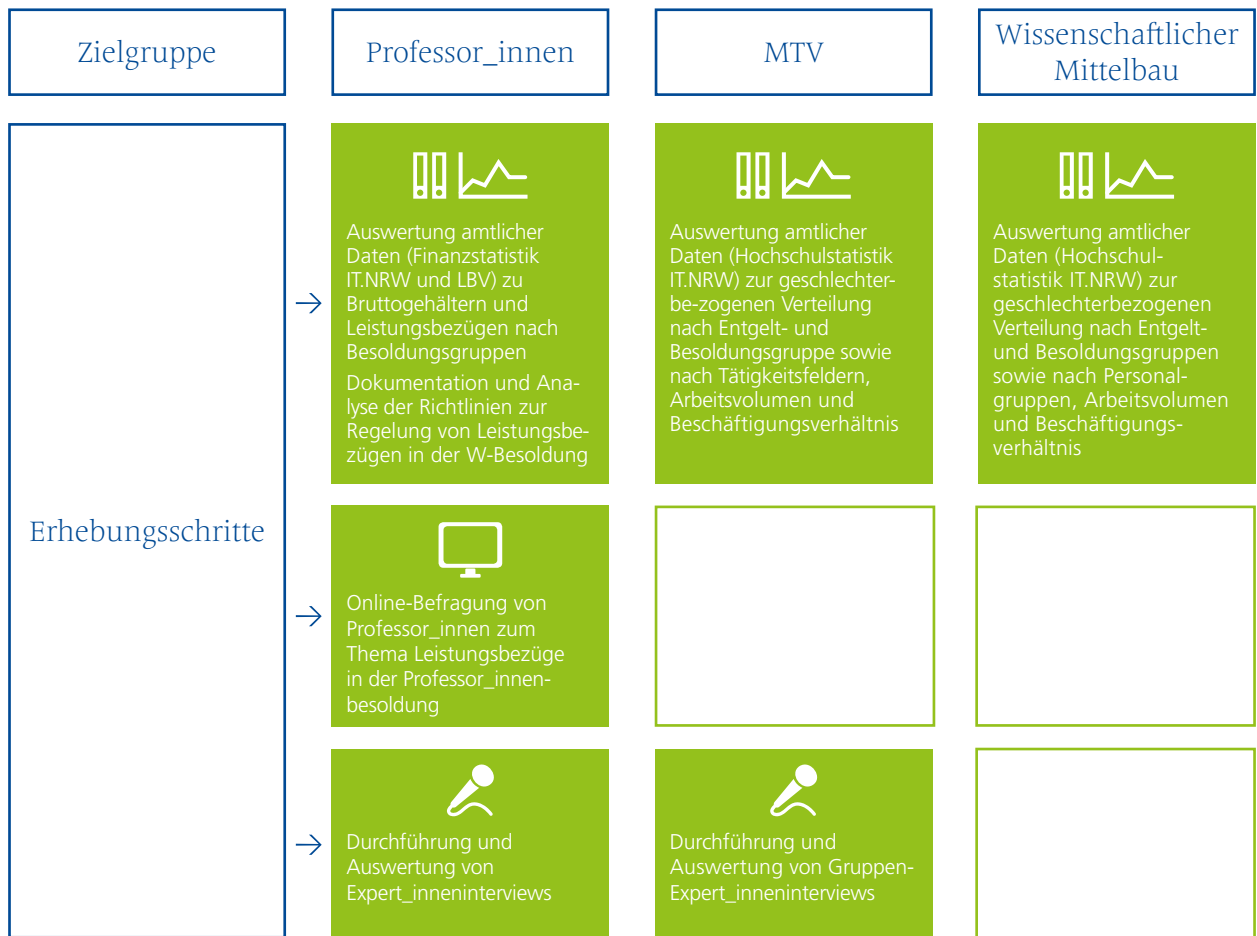 Zielgruppe
Professor_innen
MTV
Wissenschaftlicher
Mittelbau
Erhebungsschritte
→
Auswertung amtlicher
Daten (Finanzstatistik
IT.NRW und LBV) zu
Bruttogehältern und
Leistungsbezügen nach
Besoldungsgruppen
Dokumentation und Ana-
lyse der Richtlinien zur
Regelung von Leistungsbe-
zügen in der W-Besoldung
Auswertung amtlicher
Daten (Hochschulstatistik
IT.NRW) zur geschlechter-
be-zogenen Verteilung
nach Entgelt- und
Besoldungsgruppe sowie
nach Tätigkeitsfeldern,
Arbeitsvolumen und
Beschäftigungsverhältnis
Auswertung amtlicher
Daten (Hochschul-
statistik IT.NRW) zur
geschlechterbezogenen
Verteilung nach Entgelt-
und Besoldungsgruppen
sowie nach Personal-
gruppen, Arbeitsvolumen
und Beschäftigungs-
verhältnis
→
Online-Befragung von
Professor_innen zum
Thema Leistungsbezüge
in der Professor_innen-
besoldung
→
Durchführung und
Auswertung von
Expert_inneninterviews
Durchführung und
Auswertung von Gruppen-
Expert_inneninterviews